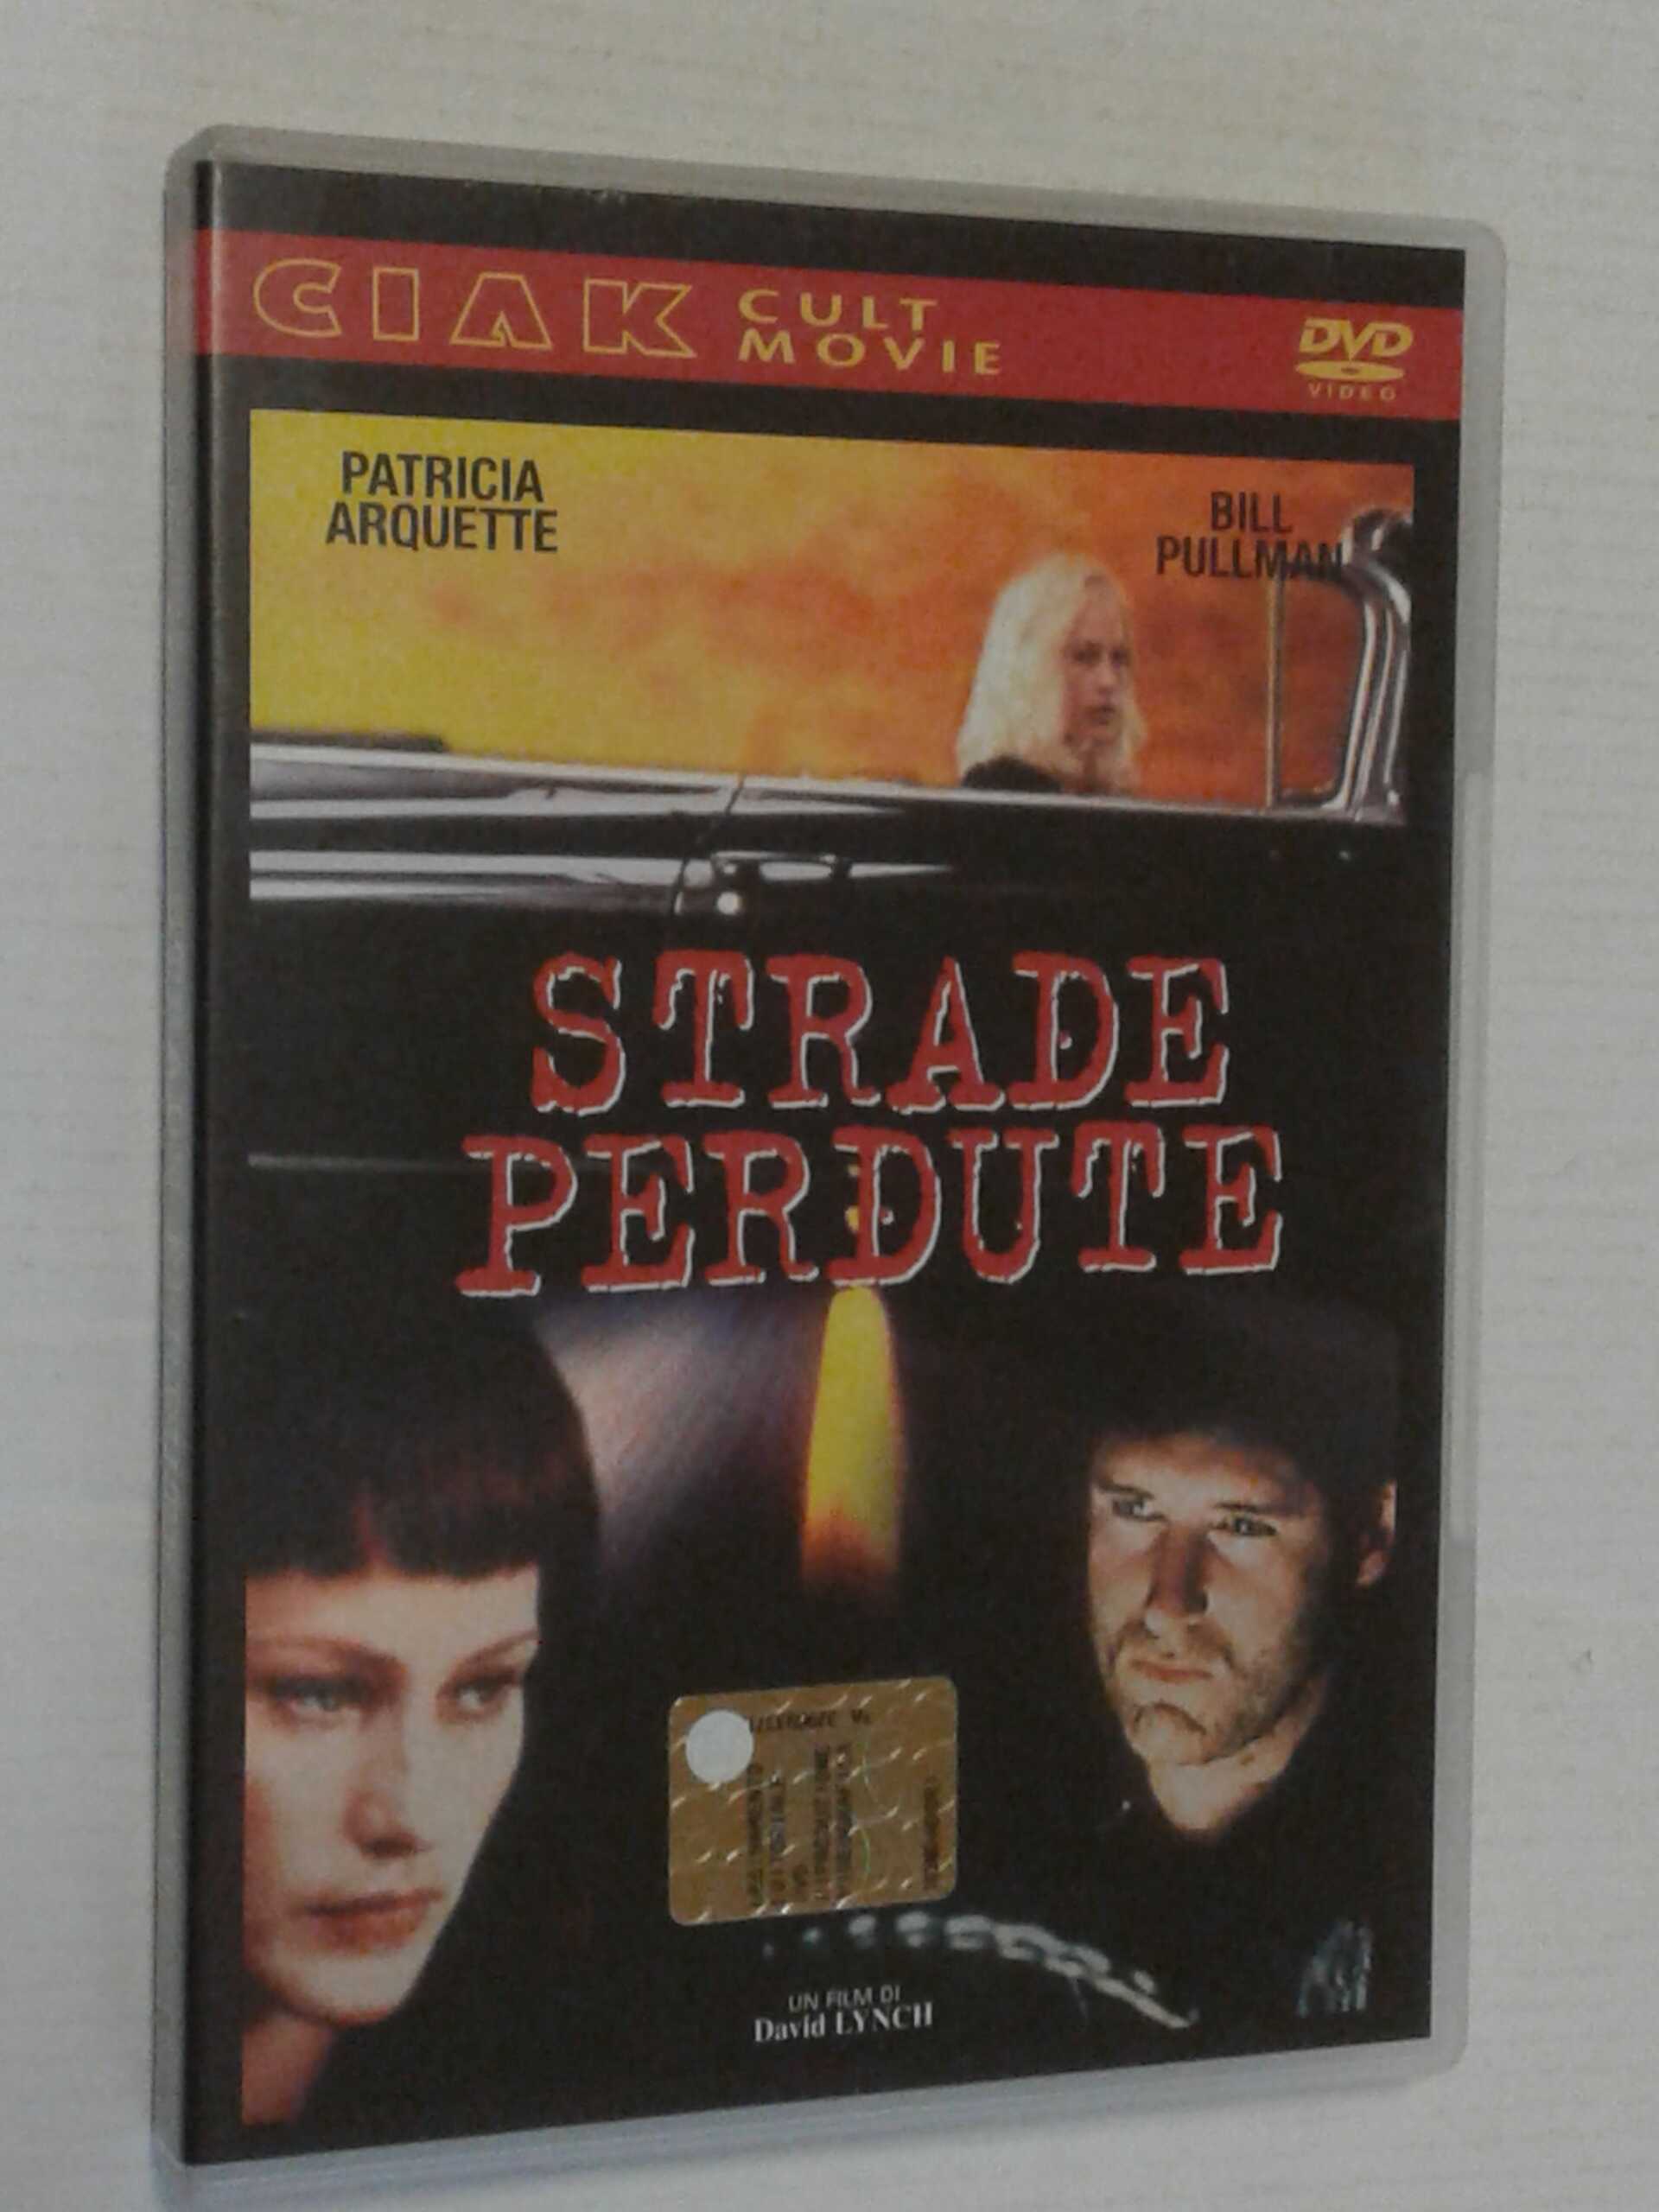 CIAK CULT
MOVIE
DVD
VIDEO
PATRICIA
ARQUETTE
BILL
PULLMAN
STRADE
PERDUTE
UN FILM DI
David LYNCH